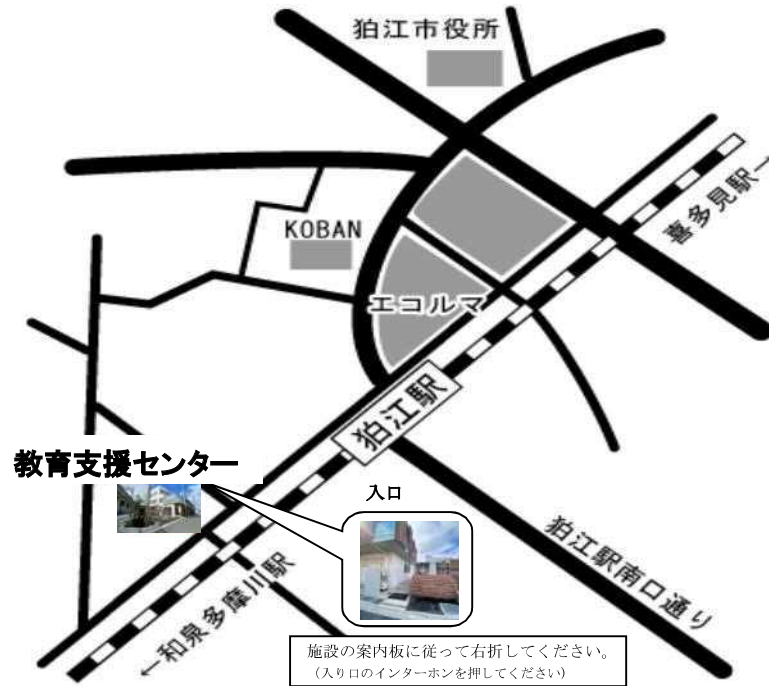 狛江市役所
喜多見駅→
KOBAN
エコルマ
狛江駅
教育支援センター
入口
狛江駅南口通り
←和泉多摩川駅
施設の案内板に従って右折してください。
(入り口のインターホンを押してください)